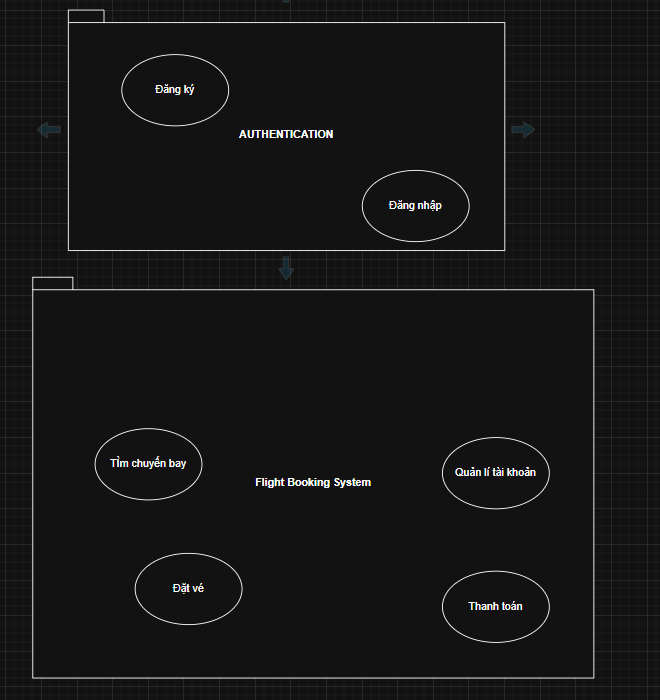 Đăng ký
AUTHENTICATION
Đăng nhập
Tìm chuyến bay
Quản lí tài khoản
Flight Booking System
Đặt vé
Thanh toán